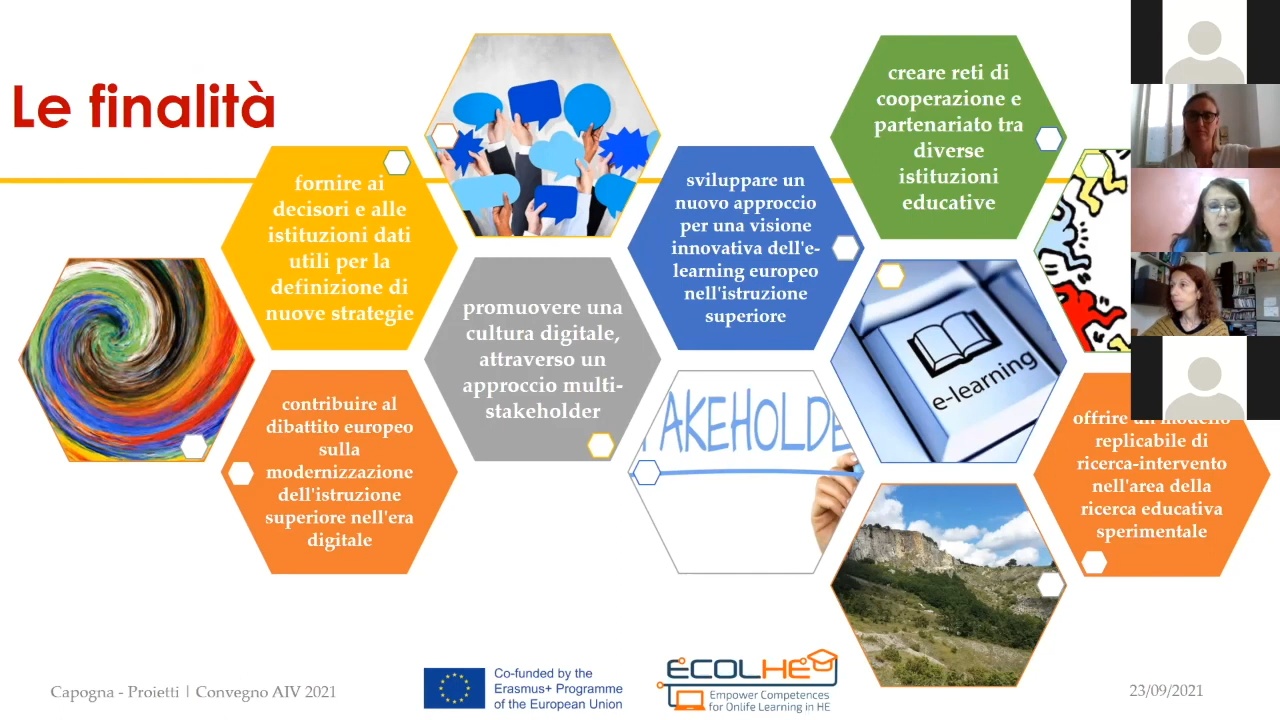 Le finalità
fornire ai
decisori e alle
istituzioni dati
utili per la
definizione di
nuove strategie
contribuire al
dibattito europeo
sulla
modernizzazione
dell'istruzione
superiore nell'era
digitale
promuovere una
cultura digitale,
attraverso un
approccio multi-
stakeholder
sviluppare un
nuovo approccio
per una visione
innovativa dell'e-
learning europeo
nell'istruzione
superiore
AKEHOLDE
creare reti di
cooperazione e
partenariato tra
diverse
istituzioni
educative
e-learning
offrire un modello
replicabile di
ricerca-intervento
nell'area della
ricerca educativa
sperimentale
Capogna - Proietti | Convegno AIV 2021
Co-funded by the
Erasmus+ Programme
of the European Union
ECOLHE
Empower Competences
for Onlife Learning in HE
23/09/2021